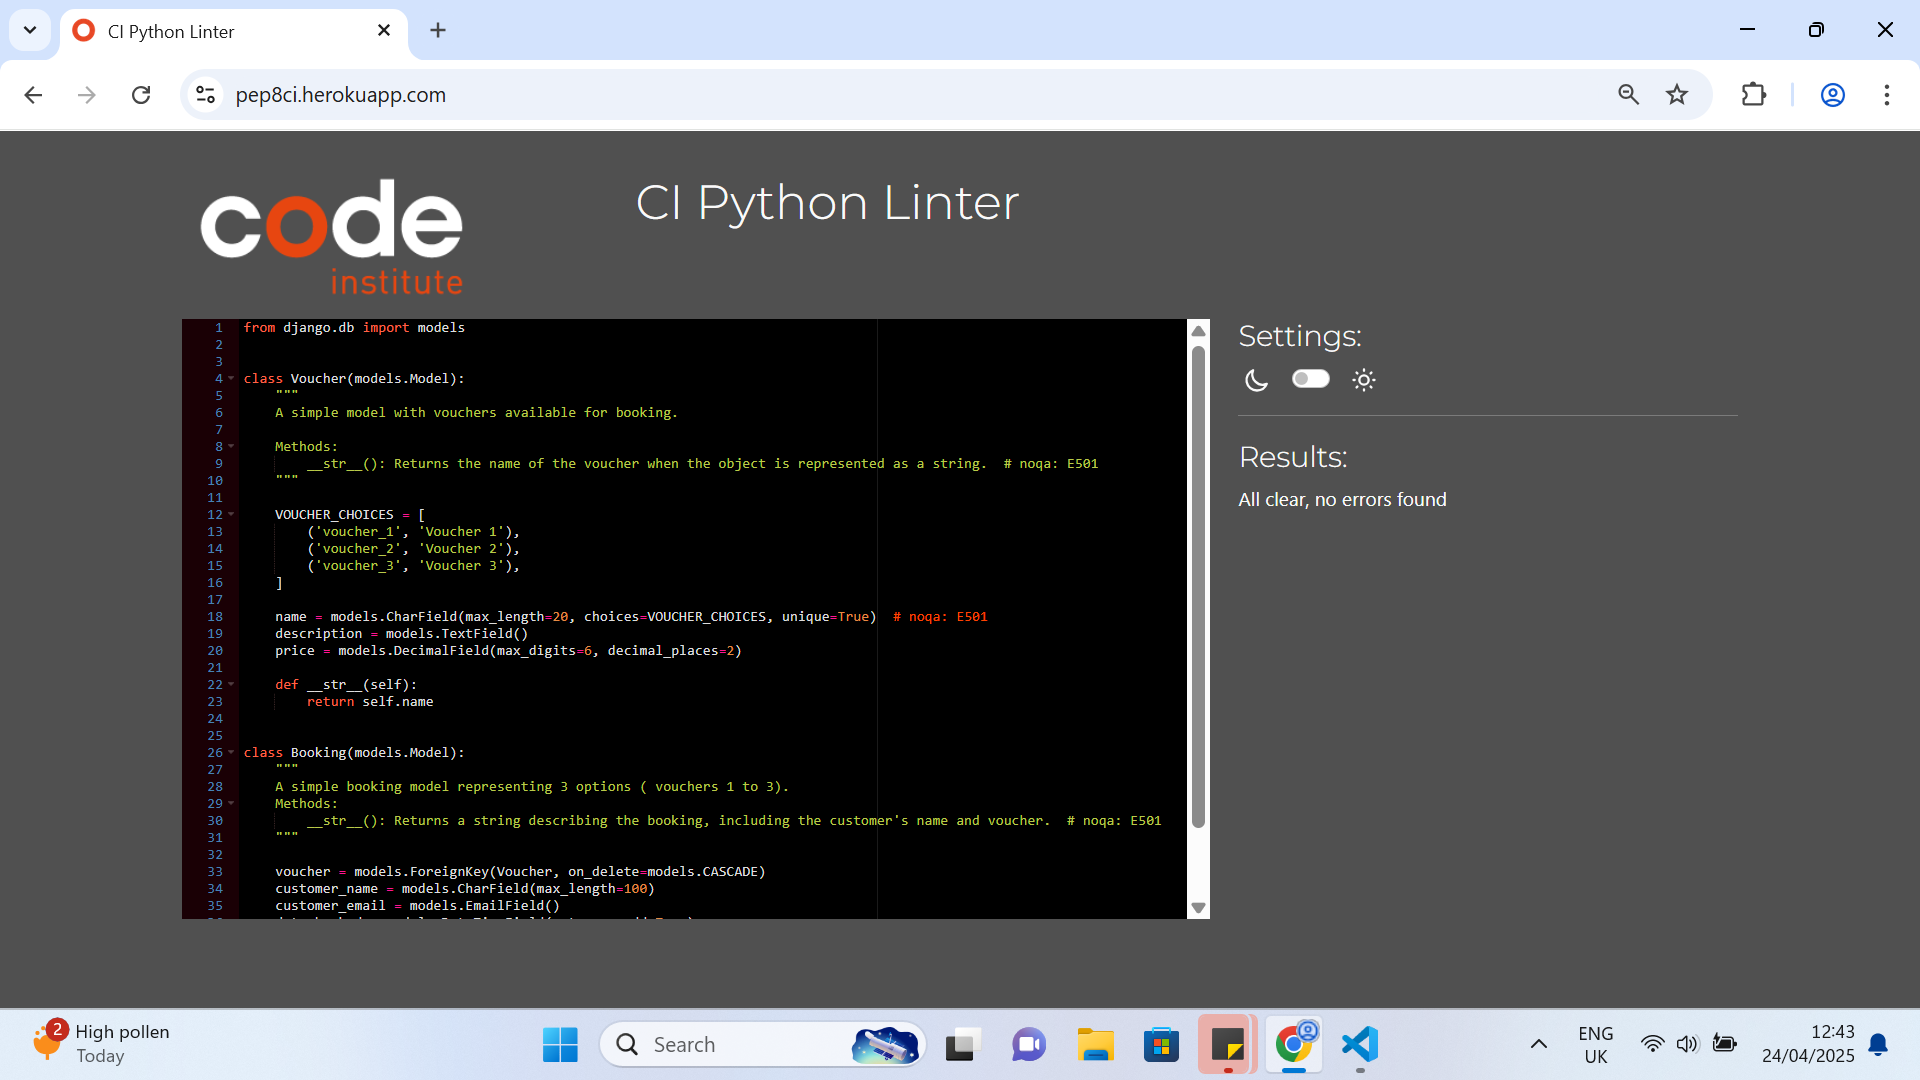 CI Python Linter
pep8ci.herokuapp.com
code
institute
CI Python Linter
1 from django.db import models
2
3
4 class Voucher(models.Model):
5     """
6     A simple model with vouchers available for booking.
7
8     Methods:
9         __str__(): Returns the name of the voucher when the object is represented as a string.  # noqa: E501
10     """
11
12     VOUCHER_CHOICES = [
13         ('voucher_1', 'Voucher 1'),
14         ('voucher_2', 'Voucher 2'),
15         ('voucher_3', 'Voucher 3'),
16     ]
17
18     name = models.CharField(max_length=20, choices=VOUCHER_CHOICES, unique=True)  # noqa: E501
19     description = models.TextField()
20     price = models.DecimalField(max_digits=6, decimal_places=2)
21
22     def __str__(self):
23         return self.name
24
25
26 class Booking(models.Model):
27     """
28     A simple booking model representing 3 options ( vouchers 1 to 3).
29     Methods:
30         __str__(): Returns a string describing the booking, including the customer's name and voucher.  # noqa: E501
31     """
32
33     voucher = models.ForeignKey(Voucher, on_delete=models.CASCADE)
34     customer_name = models.CharField(max_length=100)
35     customer_email = models.EmailField()
Settings:
Results:
All clear, no errors found
2
High pollen
Today
Search
ENG
UK
12:43
24/04/2025